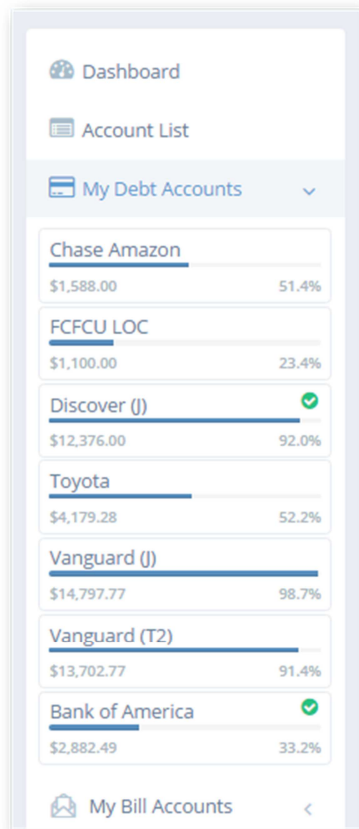 Dashboard
Account List
My Debt Accounts
Chase Amazon
$1,588.00 51.4%
FCFCU LOC
$1,100.00 23.4%
Discover (J)
$12,376.00 92.0%
Toyota
$4,179.28 52.2%
Vanguard (J)
$14,797.77 98.7%
Vanguard (T2)
$13,702.77 91.4%
Bank of America
$2,882.49 33.2%
My Bill Accounts